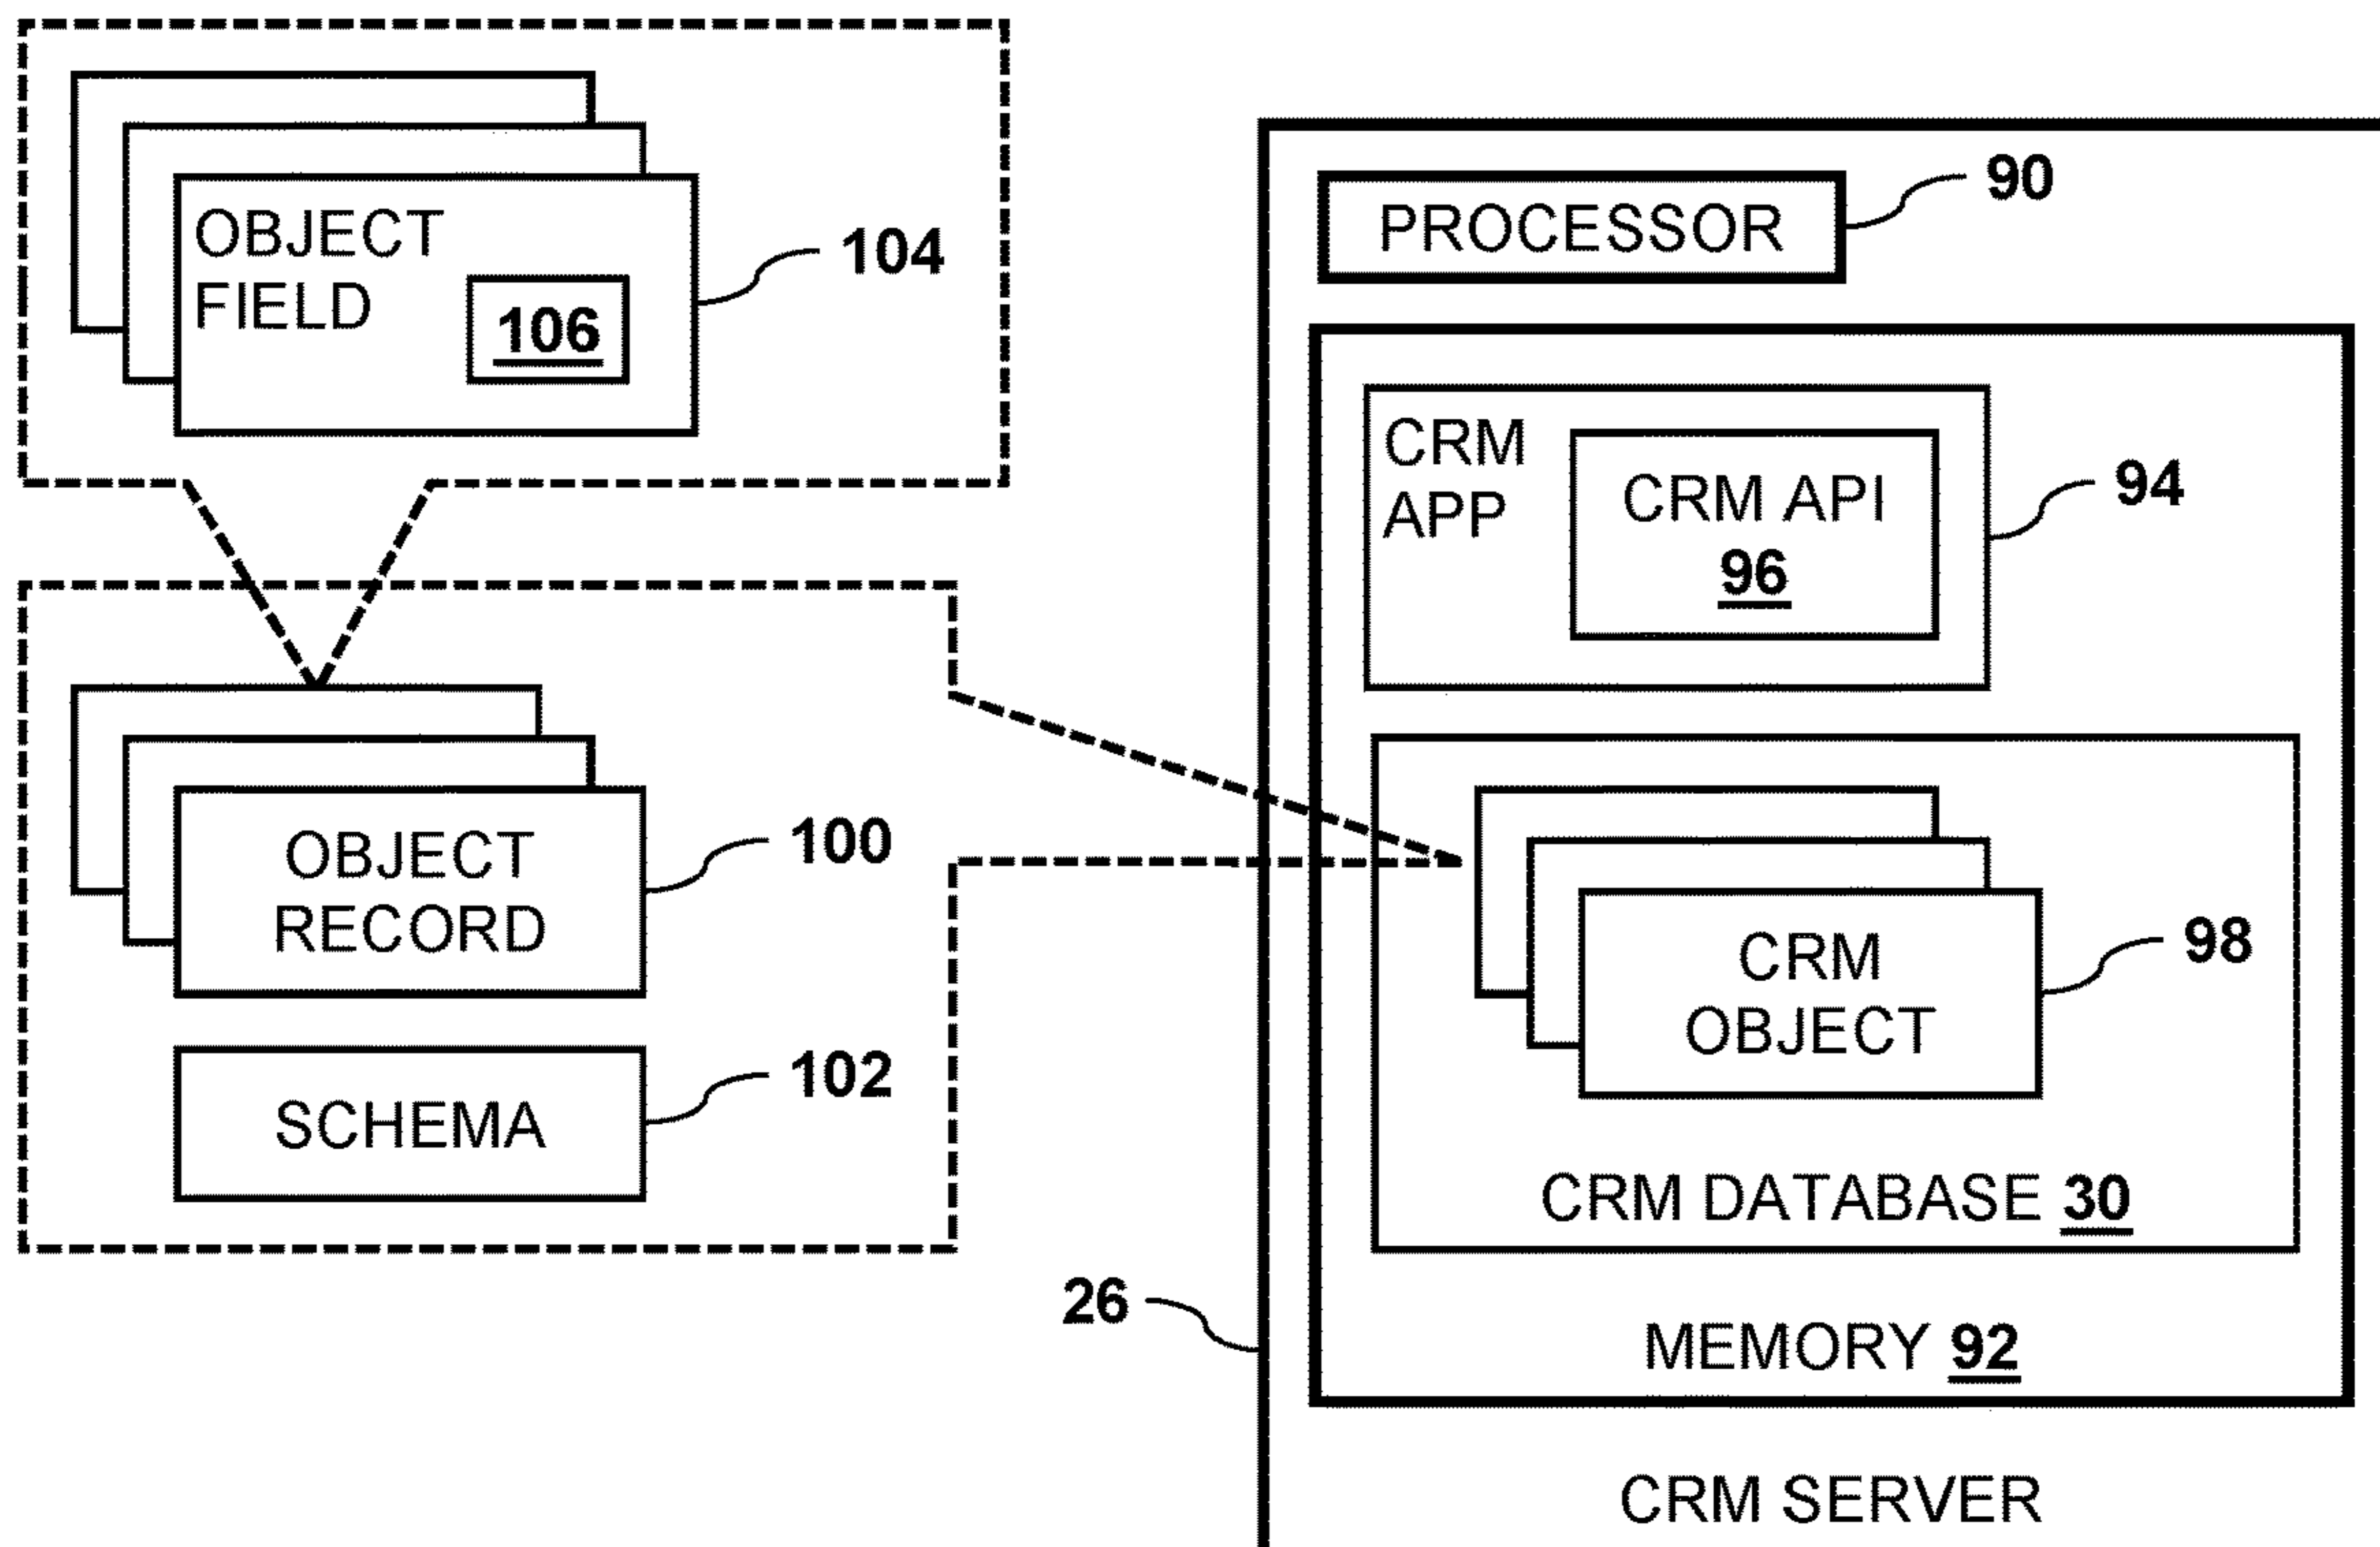 OBJECT
FIELD
106
104
OBJECT
RECORD
100
SCHEMA
102
PROCESSOR
90
CRM
APP
CRM API
96
94
CRM
OBJECT
98
CRM DATABASE 30
MEMORY 92
26
CRM SERVER